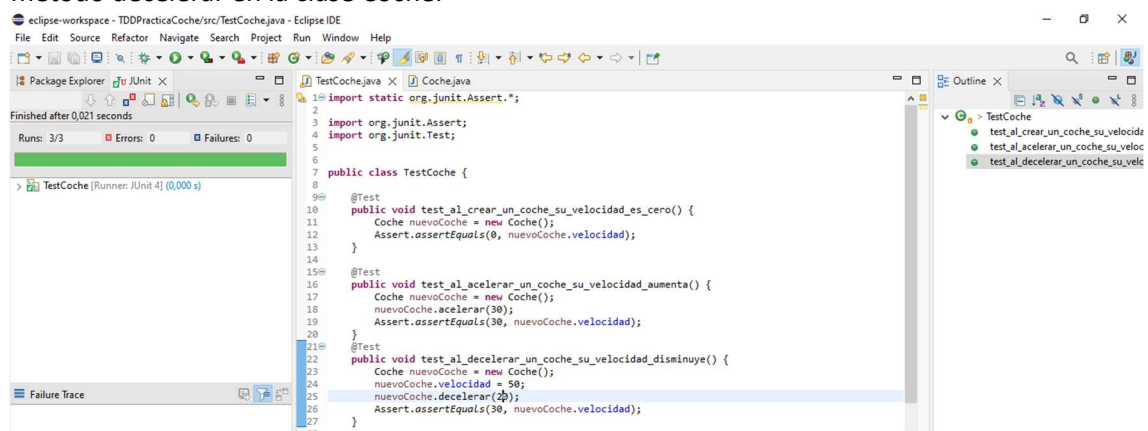 método decelerar en la clase Coche.
eclipse-workspace - TDDPracticaCoche/src/TestCoche.java - Eclipse IDE
File Edit Source Refactor Navigate Search Project Run Window Help
Package Explorer JUnit
Finished after 0,021 seconds
Runs: 3/3 Errors: 0 Failures: 0
TestCoche [Runner: JUnit 4] (0,000 s)
Failure Trace
TestCoche.java Coche.java
1 import static org.junit.Assert.*;
2
3 import org.junit.Assert;
4 import org.junit.Test;
5
6
7 public class TestCoche {
8
9 @Test
10 public void test_al_crear_un_coche_su_velocidad_es_cero() {
11 Coche nuevoCoche = new Coche();
12 Assert.assertEquals(0, nuevoCoche.velocidad);
13 }
14
15 @Test
16 public void test_al_acelerar_un_coche_su_velocidad_aumenta() {
17 Coche nuevoCoche = new Coche();
18 nuevoCoche.acelerar(30);
19 Assert.assertEquals(30, nuevoCoche.velocidad);
20 }
21 @Test
22 public void test_al_decelerar_un_coche_su_velocidad_disminuye() {
23 Coche nuevoCoche = new Coche();
24 nuevoCoche.velocidad = 50;
25 nuevoCoche.decelerar(20);
26 Assert.assertEquals(30, nuevoCoche.velocidad);
27 }
Outline
TestCoche
test_al_crear_un_coche_su_velocida
test_al_acelerar_un_coche_su_veloc
test_al_decelerar_un_coche_su_velc